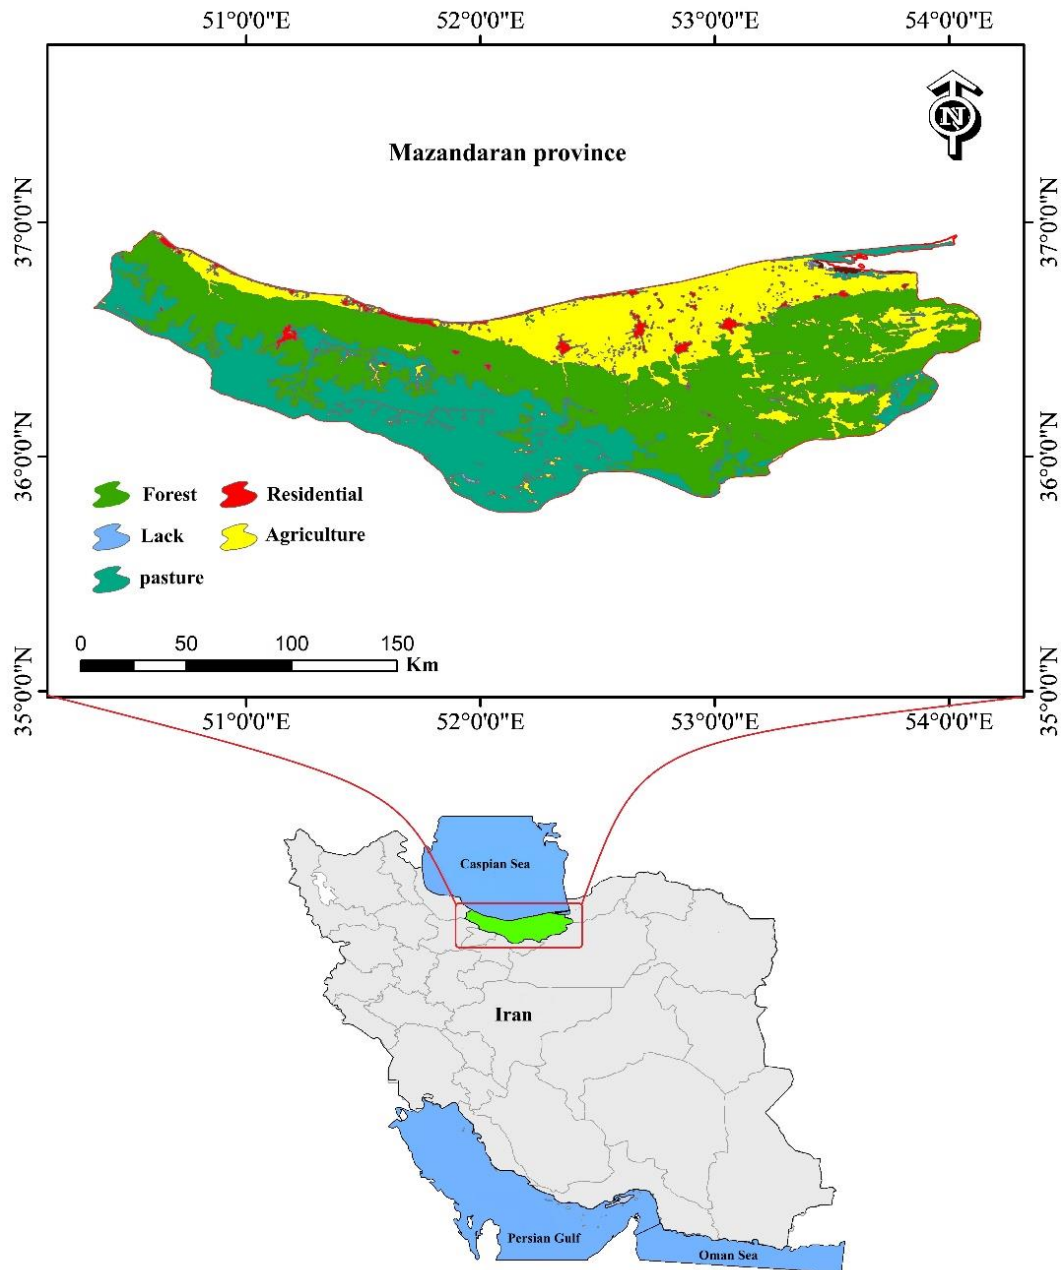 51°0'0"E 52°0'0"E 53°0'0"E 54°0'0"E
N
Mazandaran province
37°0'0"N 37°0'0"N
36°0'0"N 36°0'0"N
Forest Residential
Lack Agriculture
pasture
0 50 100 150
Km
35°0'0"N 35°0'0"N
51°0'0"E 52°0'0"E 53°0'0"E 54°0'0"E
Caspian Sea
Iran
Persian Gulf
Oman Sea